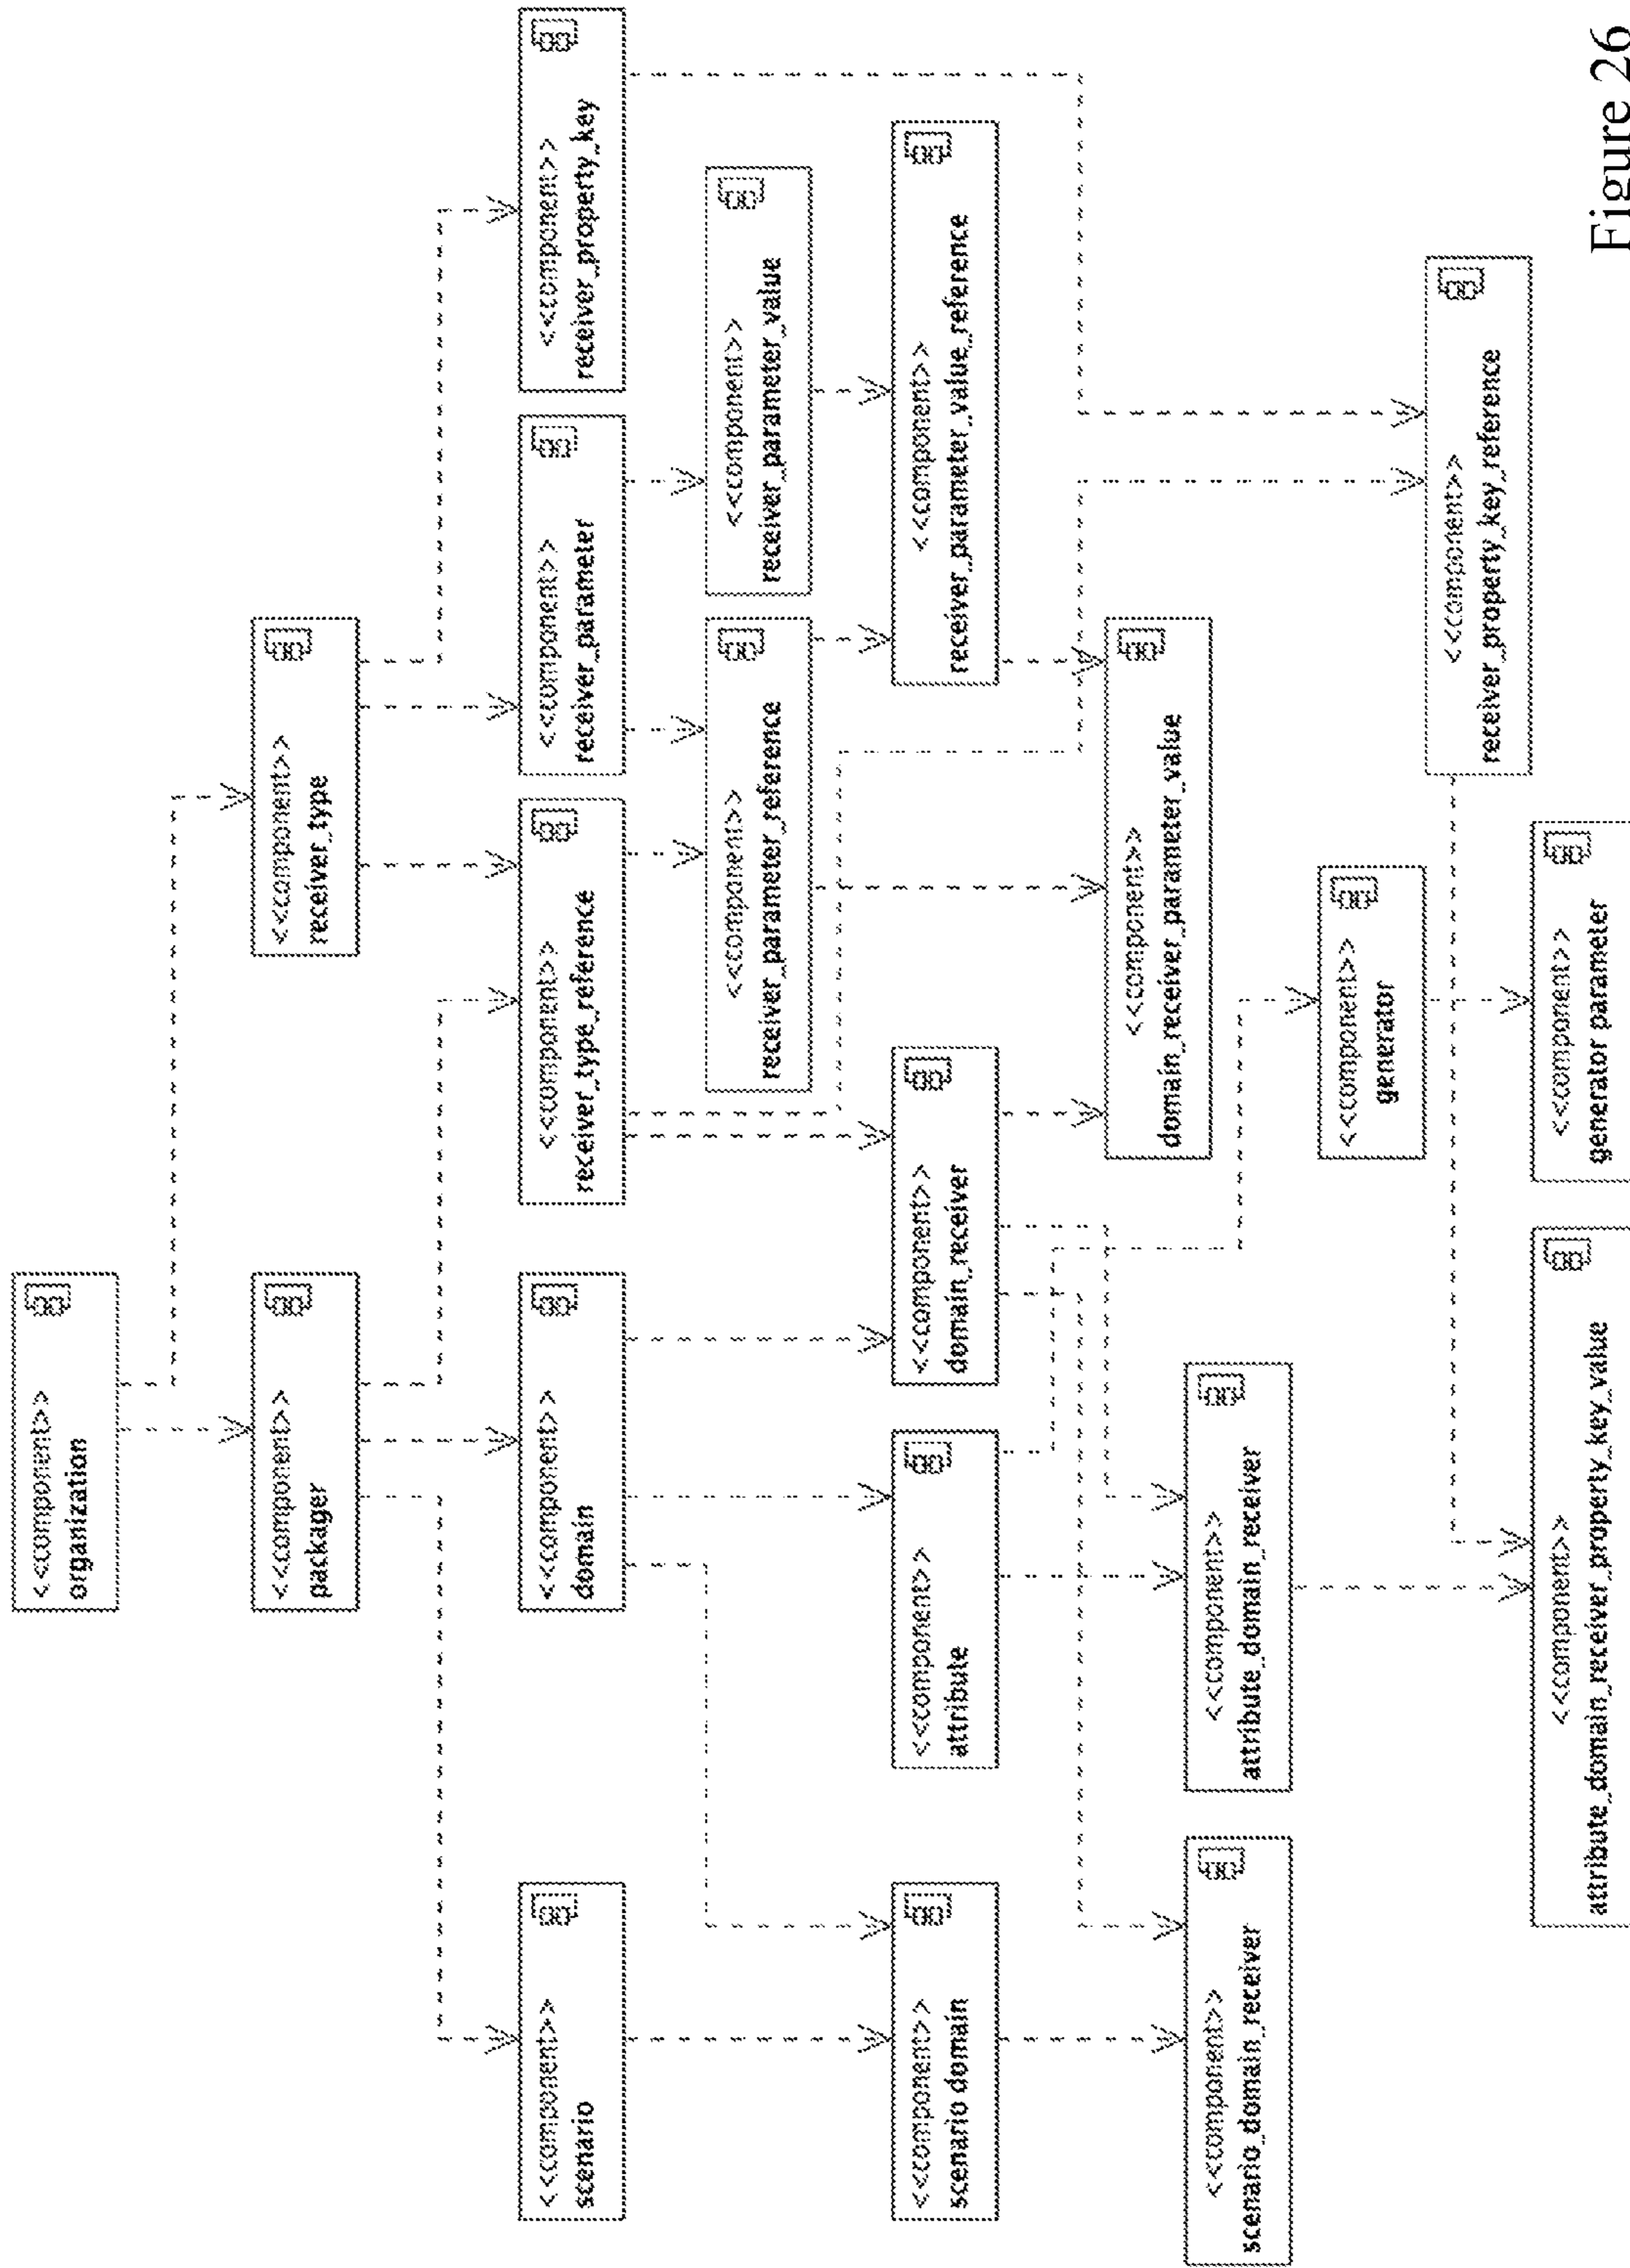 <<component>>
organization
<<component>>
packager
<<component>>
receiver_type
<<component>>
scenario
<<component>>
domain
<<component>>
receiver_type_reference
<<component>>
receiver_parameter
<<component>>
receiver_property_key
<<component>>
receiver_parameter_reference
<<component>>
receiver_parameter_value
<<component>>
scenario domain
<<component>>
attribute
<<component>>
domain_receiver
<<component>>
receiver_parameter_value_reference
<<component>>
domain_receiver_parameter_value
<<component>>
scenario_domain_receiver
<<component>>
attribute_domain_receiver
<<component>>
generator
<<component>>
receiver_property_key_reference
<<component>>
attribute_domain_receiver_property_key_value
<<component>>
generator parameter
Figure 26